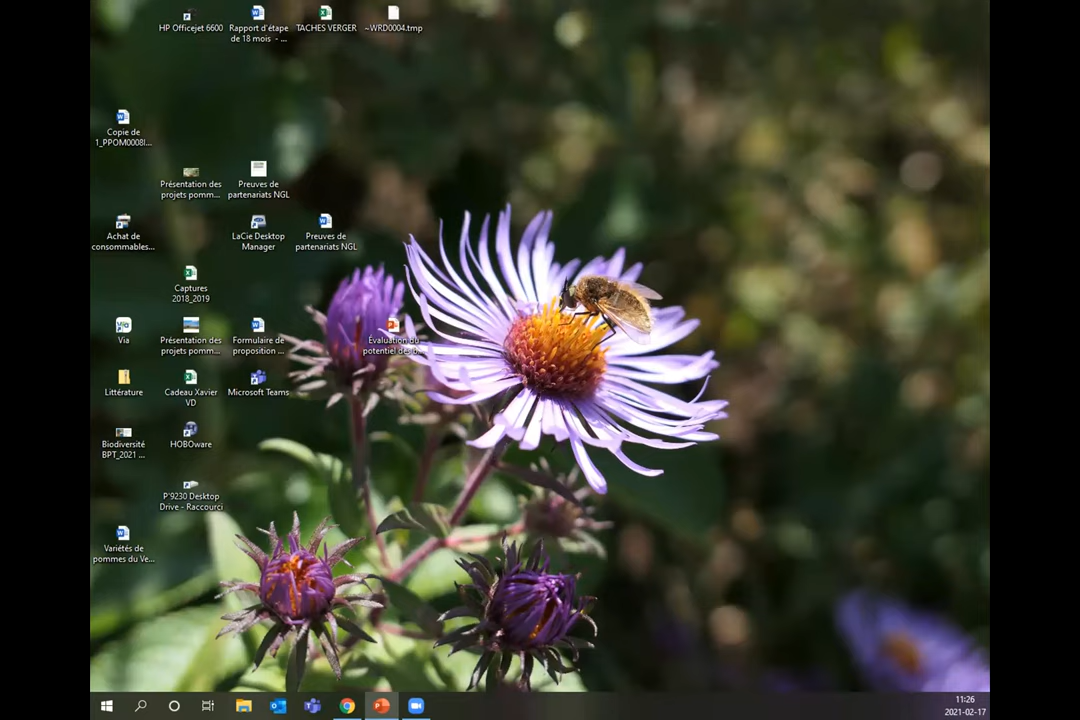 HP Officejet 6600
Rapport d'étape
de 18 mois - ...
TACHES VERGER
~WRD0004.tmp
Copie de
1_PPOM0008I...
Présentation des
projets pomm...
Preuves de
partenariats NGL
Achat de
consommables...
LaCie Desktop
Manager
Preuves de
partenariats NGL
Captures
2018_2019
Via
Présentation des
projets pomm...
Formulaire de
proposition ...
Évaluation du
potentiel des b...
Littérature
Cadeau Xavier
VD
Microsoft Teams
Biodiversité
BPT_2021 ...
HOBOware
P'9230 Desktop
Drive - Raccourci
Variétés de
pommes du Ve...
11:26
2021-02-17